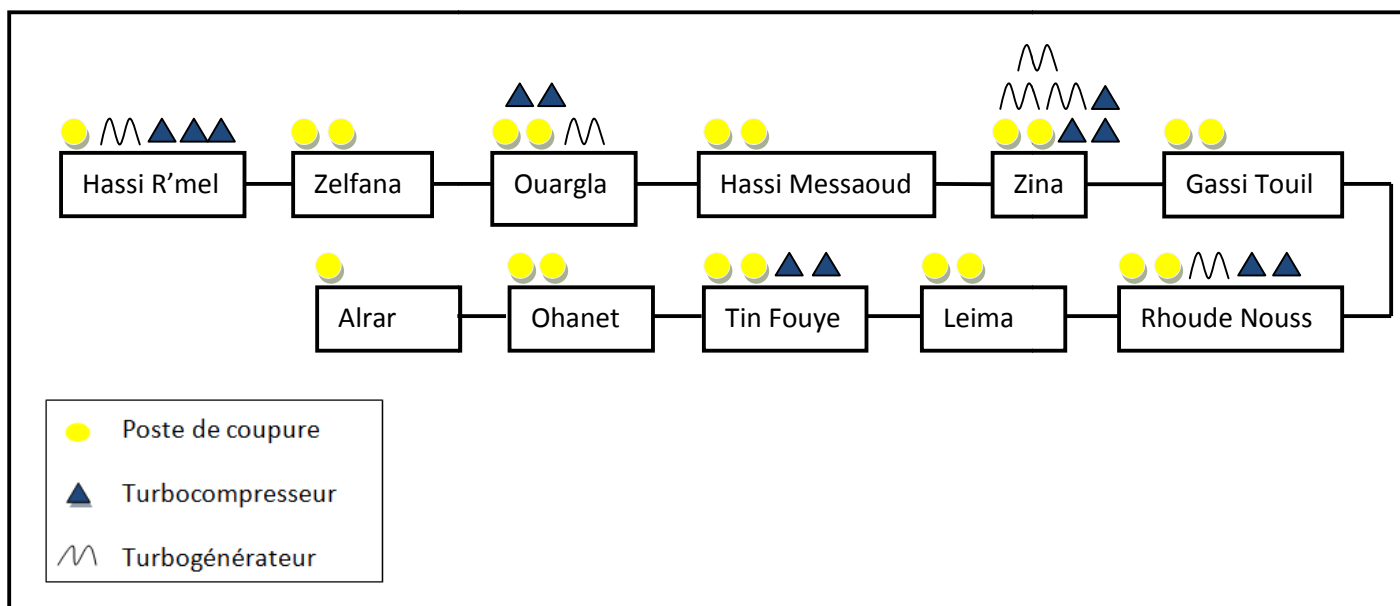 Hassi R’mel
Zelfana
Ouargla
Hassi Messaoud
Zina
Gassi Touil
Alrar
Ohanet
Tin Fouye
Leima
Rhoude Nouss
Poste de coupure
Turbocompresseur
Turbogénérateur